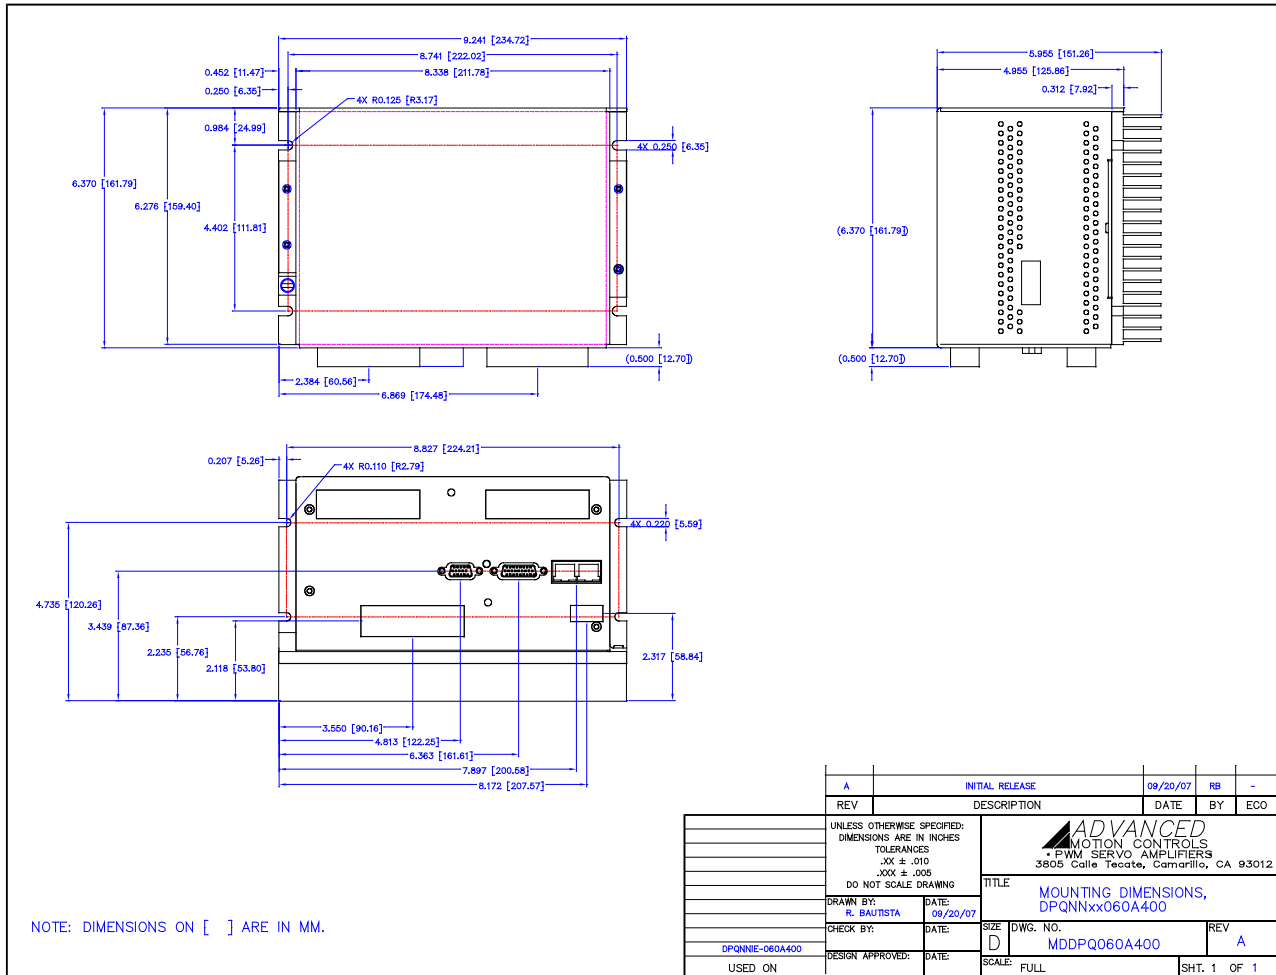 9.241 [234.72]
8.741 [222.02]
0.452 [11.47]
8.338 [211.78]
0.250 [6.35]
4X R0.125 [R3.17]
0.984 [24.99]
4X 0.250 [6.35]
6.370 [161.79]
6.276 [159.40]
4.402 [111.81]
(0.500 [12.70])
2.384 [60.56]
6.869 [174.48]
5.955 [151.26]
4.955 [125.86]
0.312 [7.92]
(6.370 [161.79])
(0.500 [12.70])
8.827 [224.21]
0.207 [5.26]
4X R0.110 [R2.79]
4X 0.220 [5.59]
4.735 [120.26]
3.439 [87.36]
2.235 [56.76]
2.118 [53.80]
2.317 [58.84]
3.550 [90.16]
4.813 [122.25]
6.363 [161.61]
7.897 [200.58]
8.172 [207.57]
NOTE: DIMENSIONS ON [ ] ARE IN MM.
A INITIAL RELEASE 09/20/07 RB -
REV DESCRIPTION DATE BY ECO
UNLESS OTHERWISE SPECIFIED:
DIMENSIONS ARE IN INCHES
TOLERANCES
.XX ± .010
.XXX ± .005
DO NOT SCALE DRAWING
ADVANCED
MOTION CONTROLS
• PWM SERVO AMPLIFIERS
3805 Calle Tecate, Camarillo, CA 93012
TITLE
MOUNTING DIMENSIONS,
DPQNNxx060A400
DRAWN BY: DATE:
R. BAUTISTA 09/20/07
CHECK BY: DATE:
SIZE DWG. NO. REV
D MDDPQ060A400 A
DPQNNIE-060A400
DESIGN APPROVED: DATE:
USED ON
SCALE: FULL SHT. 1 OF 1